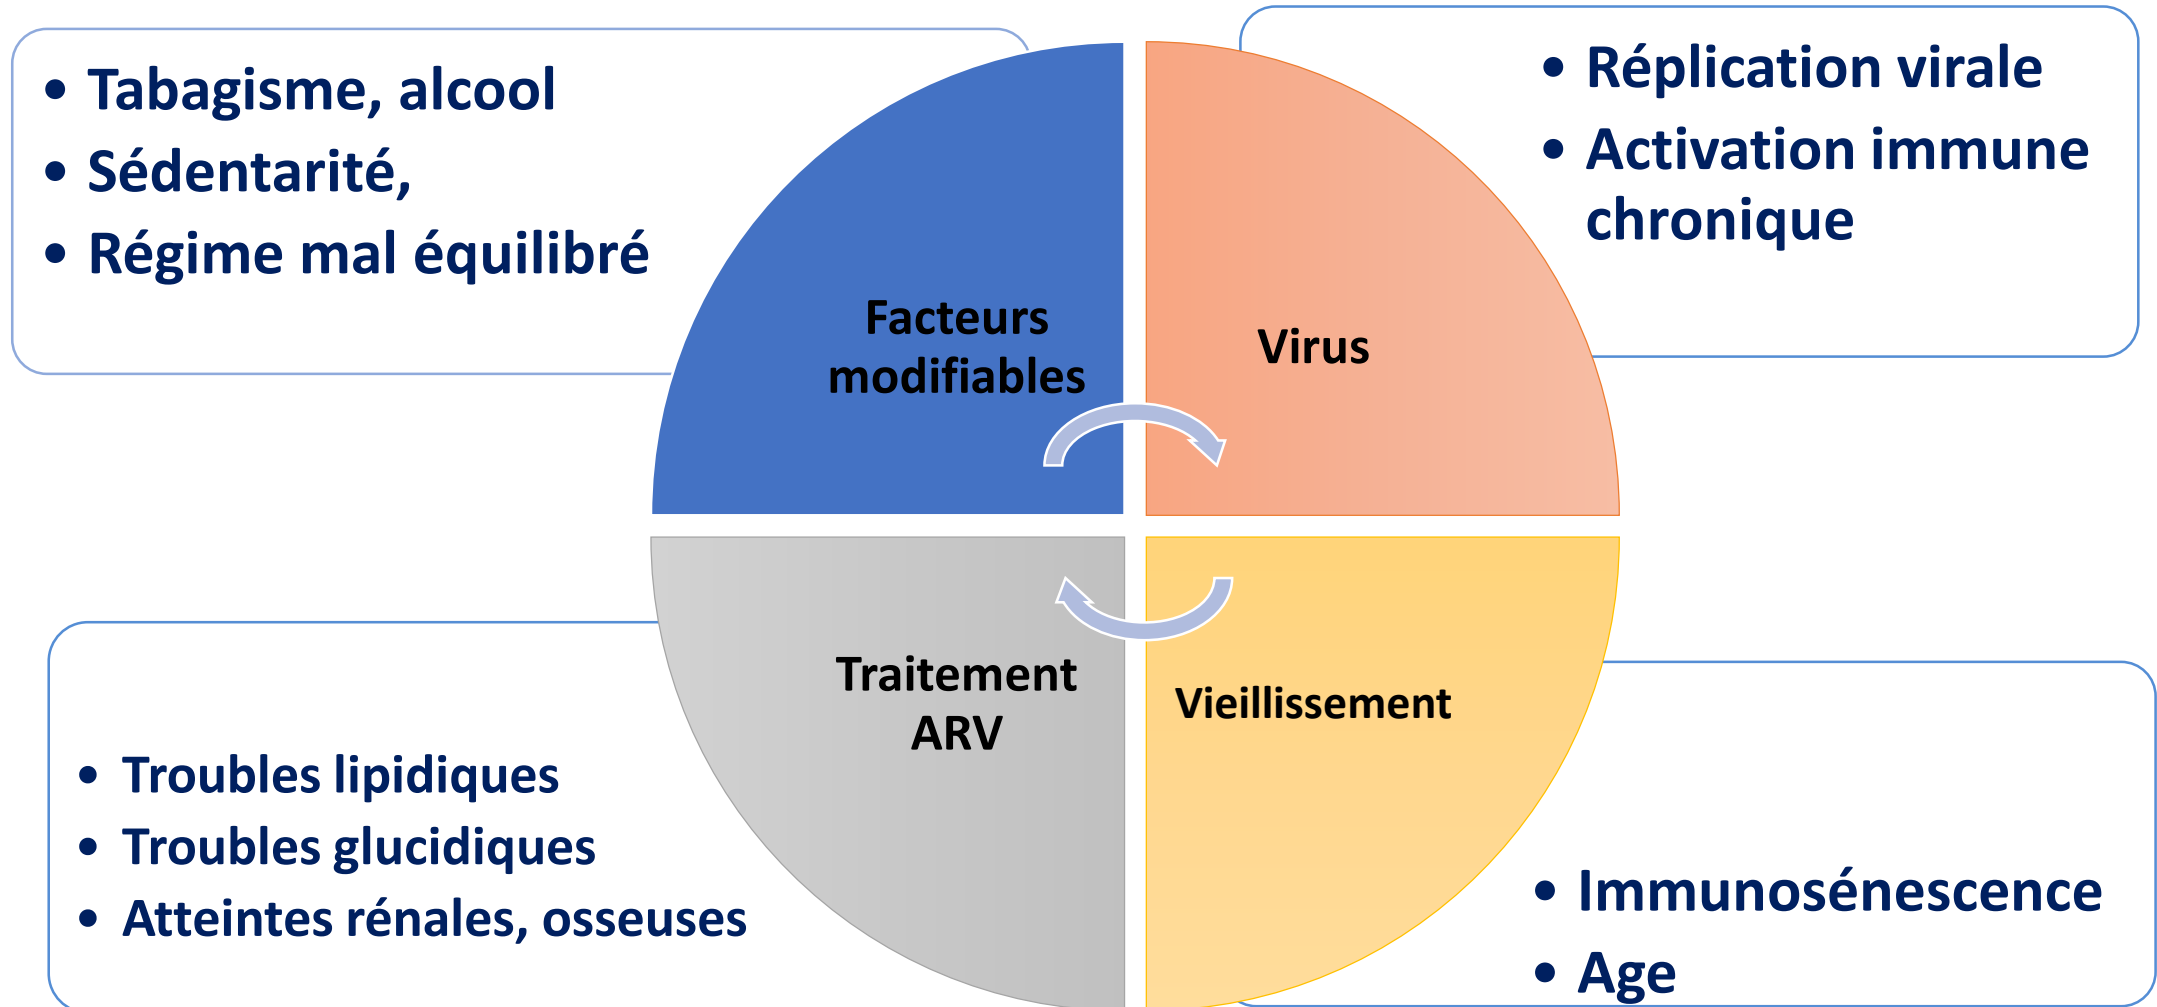 • Tabagisme, alcool
• Sédentarité,
• Régime mal équilibré
• Réplication virale
• Activation immune
chronique
Facteurs
modifiables
Virus
Traitement
ARV
Vieillissement
• Troubles lipidiques
• Troubles glucidiques
• Atteintes rénales, osseuses
• Immunosénescence
• Age